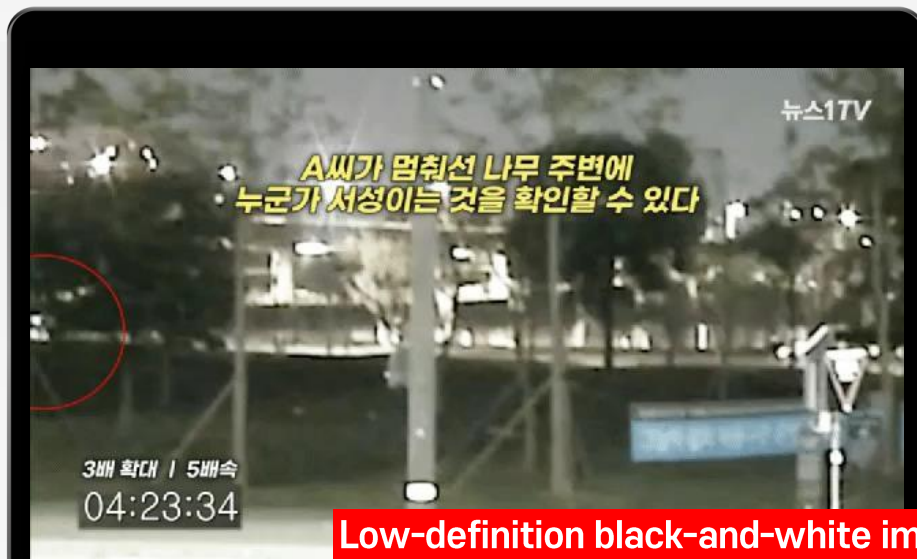 뉴스1TV
A씨가 멈춰선 나무 주변에
누군가 서성이는 것을 확인할 수 있다
3배 확대 | 5배속
04:23:34
Low-definition black-and-white im